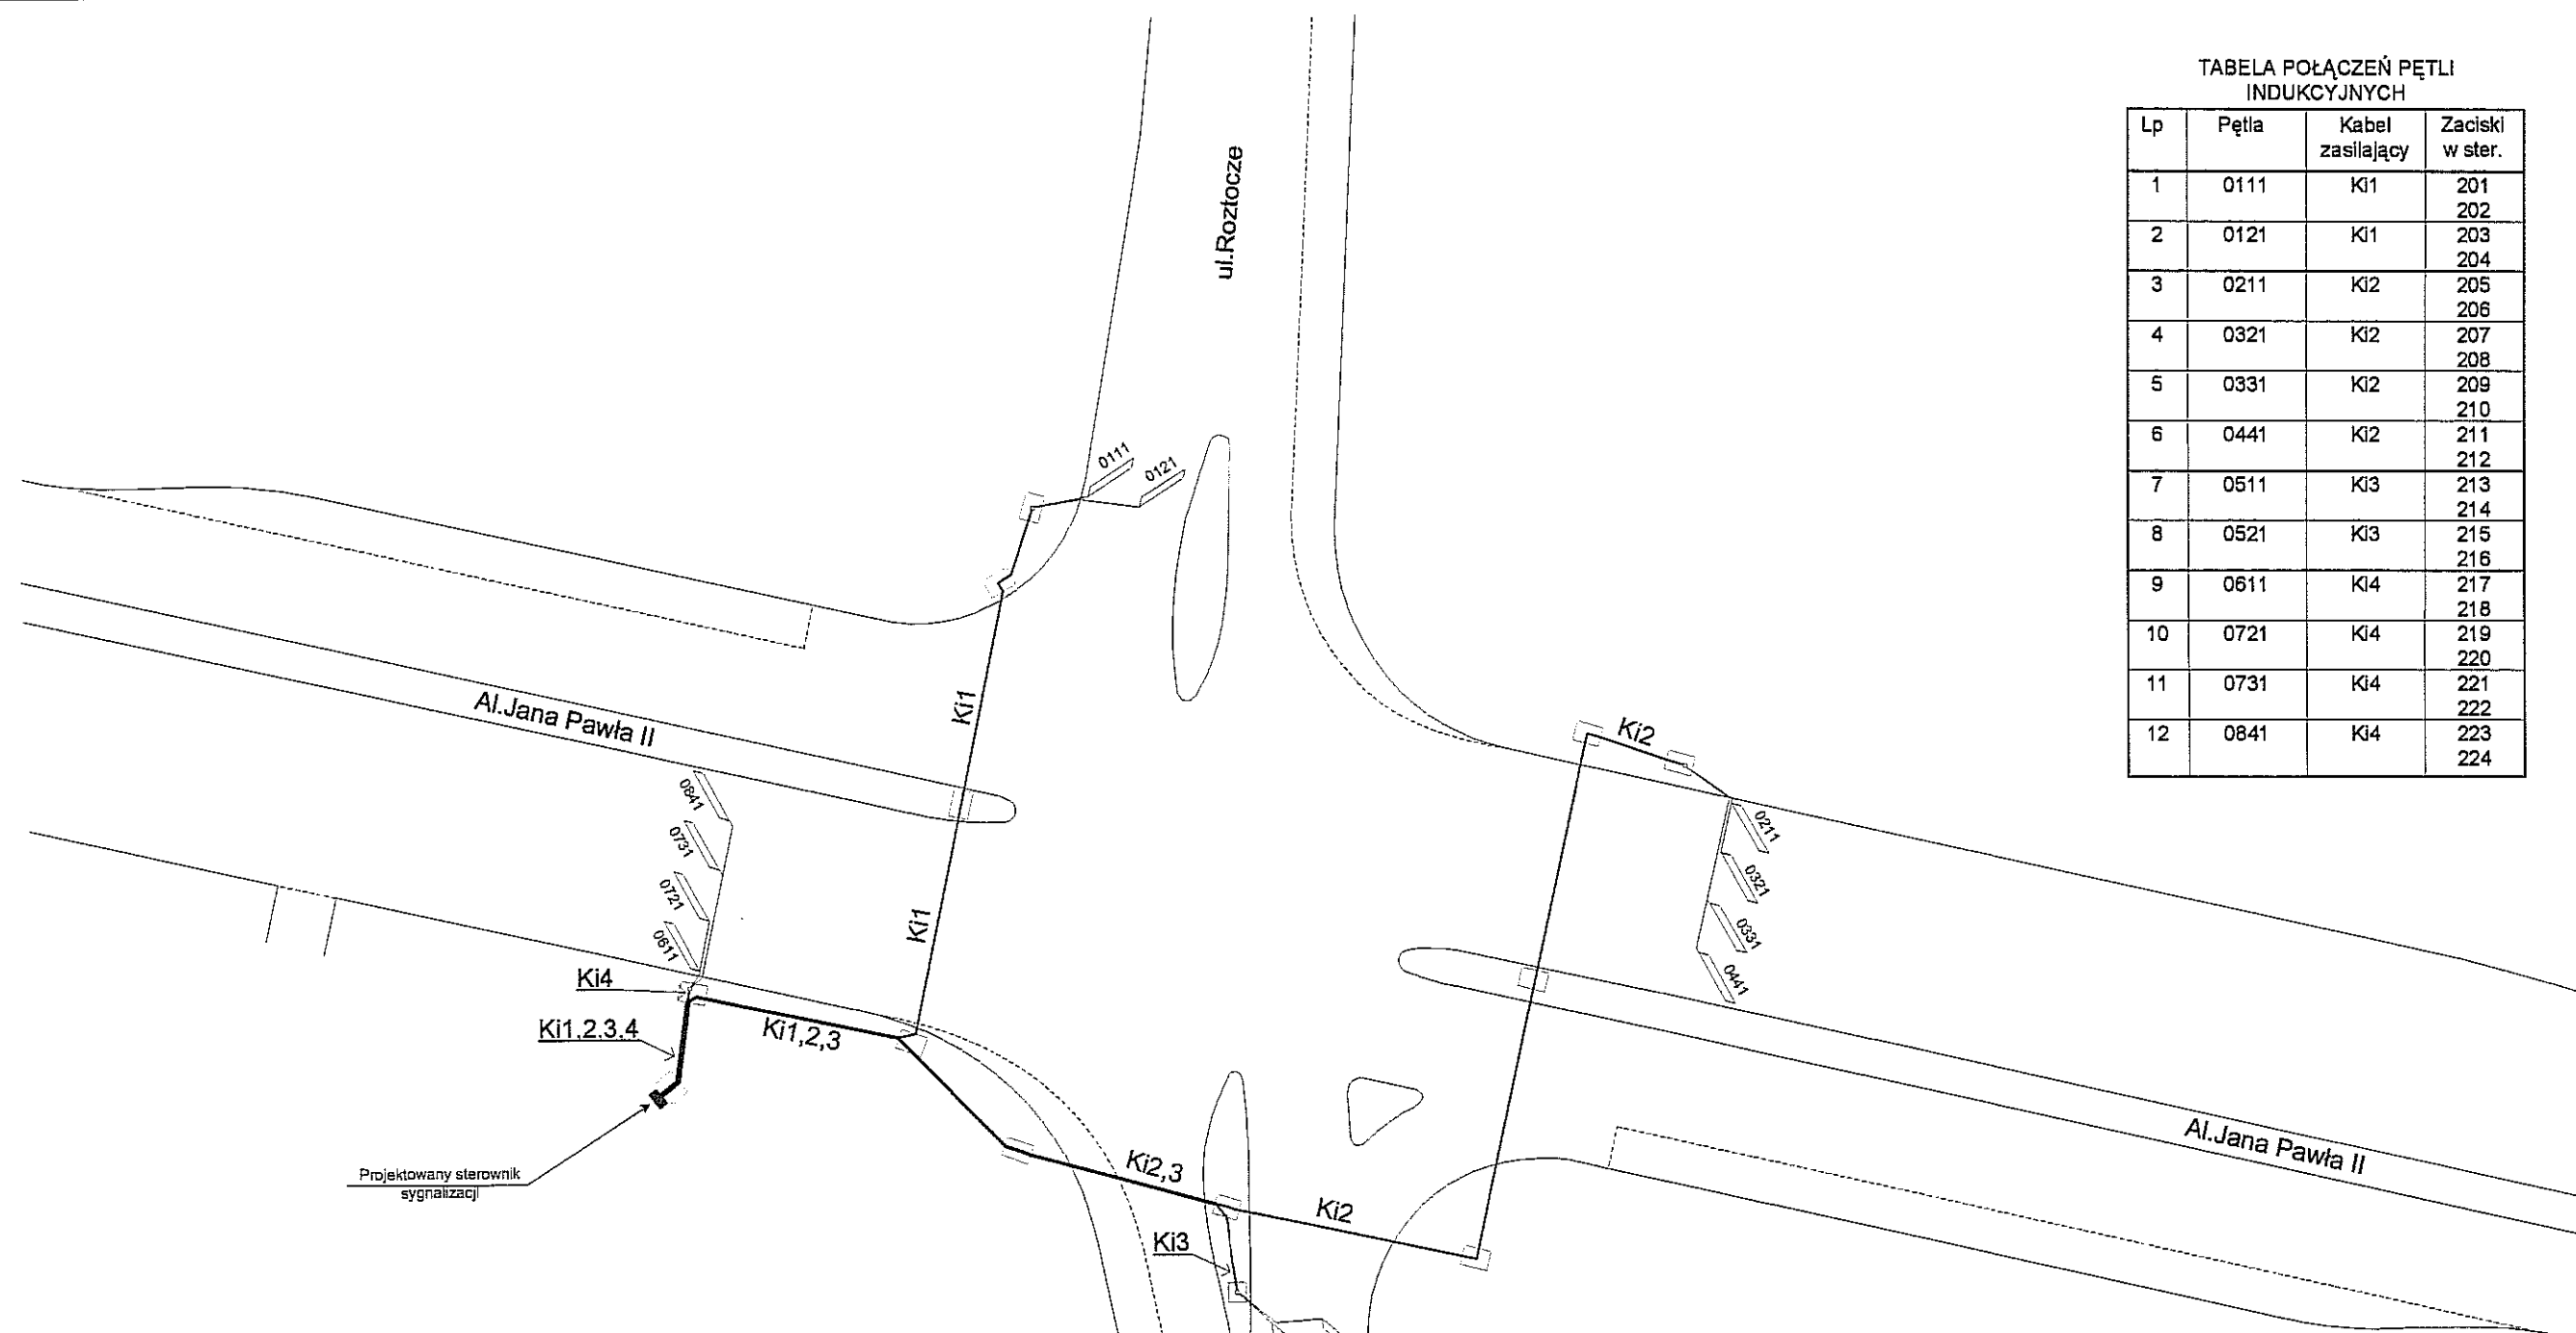 TABELA POŁĄCZEŃ PĘTLI
INDUKCYJNYCH
Lp Pętla Kabel zasilający Zaciski w ster.
1 0111 Ki1 201
202
2 0121 Ki1 203
204
3 0211 Ki2 205
206
4 0321 Ki2 207
208
5 0331 Ki2 209
210
6 0441 Ki2 211
212
7 0511 Ki3 213
214
8 0521 Ki3 215
216
9 0611 Ki4 217
218
10 0721 Ki4 219
220
11 0731 Ki4 221
222
12 0841 Ki4 223
224
ul.Roztocze
0111
0121
Ki1
Al.Jana Pawła II
Ki2
0841
0731
0721
0611
0211
0321
0331
0441
Ki1
Ki4
Ki1,2,3,4
Ki1,2,3
Projektowany sterownik
sygnalizacji
Ki2,3
Ki2
Ki3
Al.Jana Pawła II